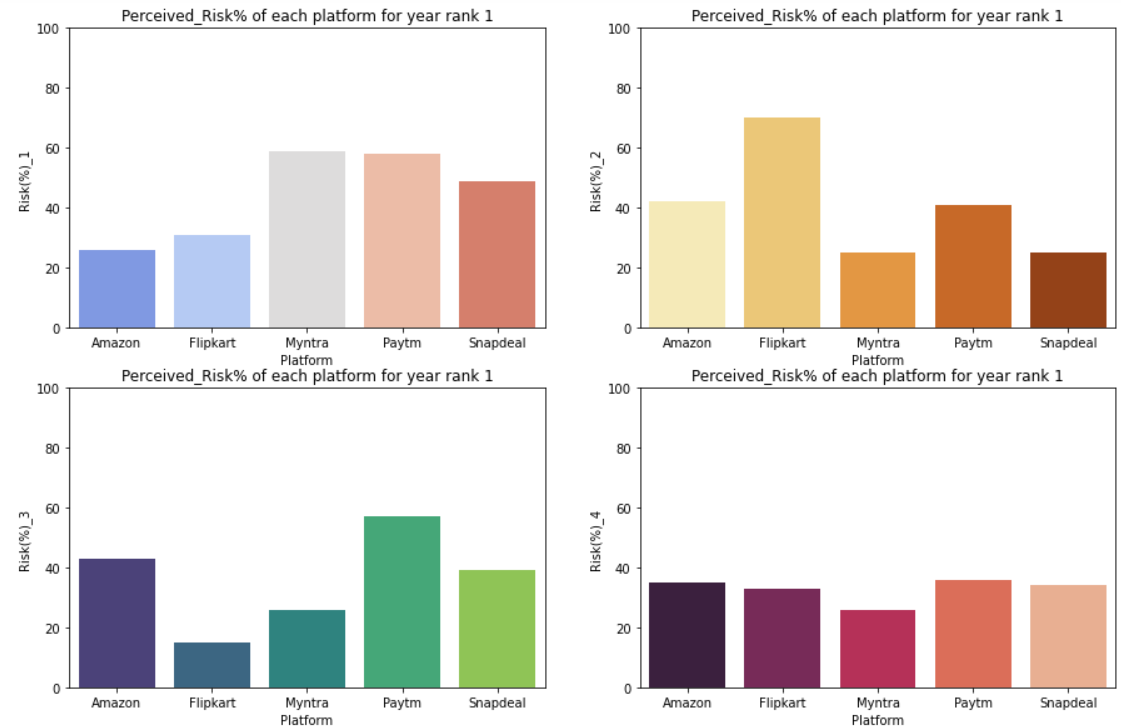 Perceived_Risk% of each platform for year rank 1
100
80
60
40
20
0
Risk(%)_1
Amazon Flipkart Myntra Paytm Snapdeal
Platform
Perceived_Risk% of each platform for year rank 1
100
80
60
40
20
0
Risk(%)_2
Amazon Flipkart Myntra Paytm Snapdeal
Platform
Perceived_Risk% of each platform for year rank 1
100
80
60
40
20
0
Risk(%)_3
Amazon Flipkart Myntra Paytm Snapdeal
Platform
Perceived_Risk% of each platform for year rank 1
100
80
60
40
20
0
Risk(%)_4
Amazon Flipkart Myntra Paytm Snapdeal
Platform